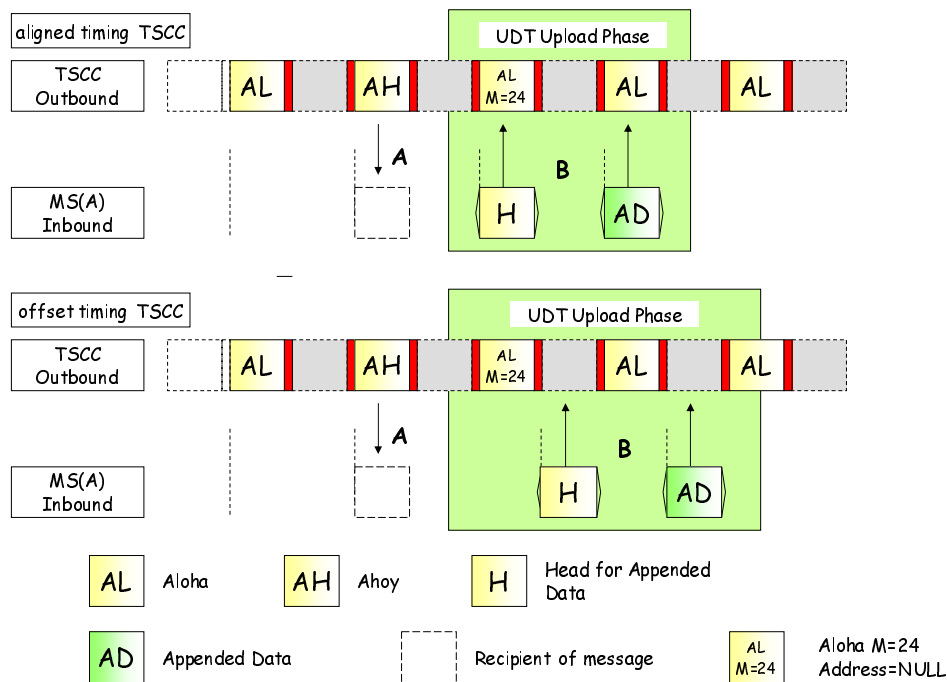 aligned timing TSCC
UDT Upload Phase
TSCC
Outbound
AL
AH
AL
M=24
AL
AL
A
B
MS(A)
Inbound
H
AD
offset timing TSCC
UDT Upload Phase
TSCC
Outbound
AL
AH
AL
M=24
AL
AL
A
B
MS(A)
Inbound
H
AD
AL
Aloha
AH
Ahoy
H
Head for Appended
Data
AD
Appended Data
Recipient of message
AL
M=24
Aloha M=24
Address=NULL